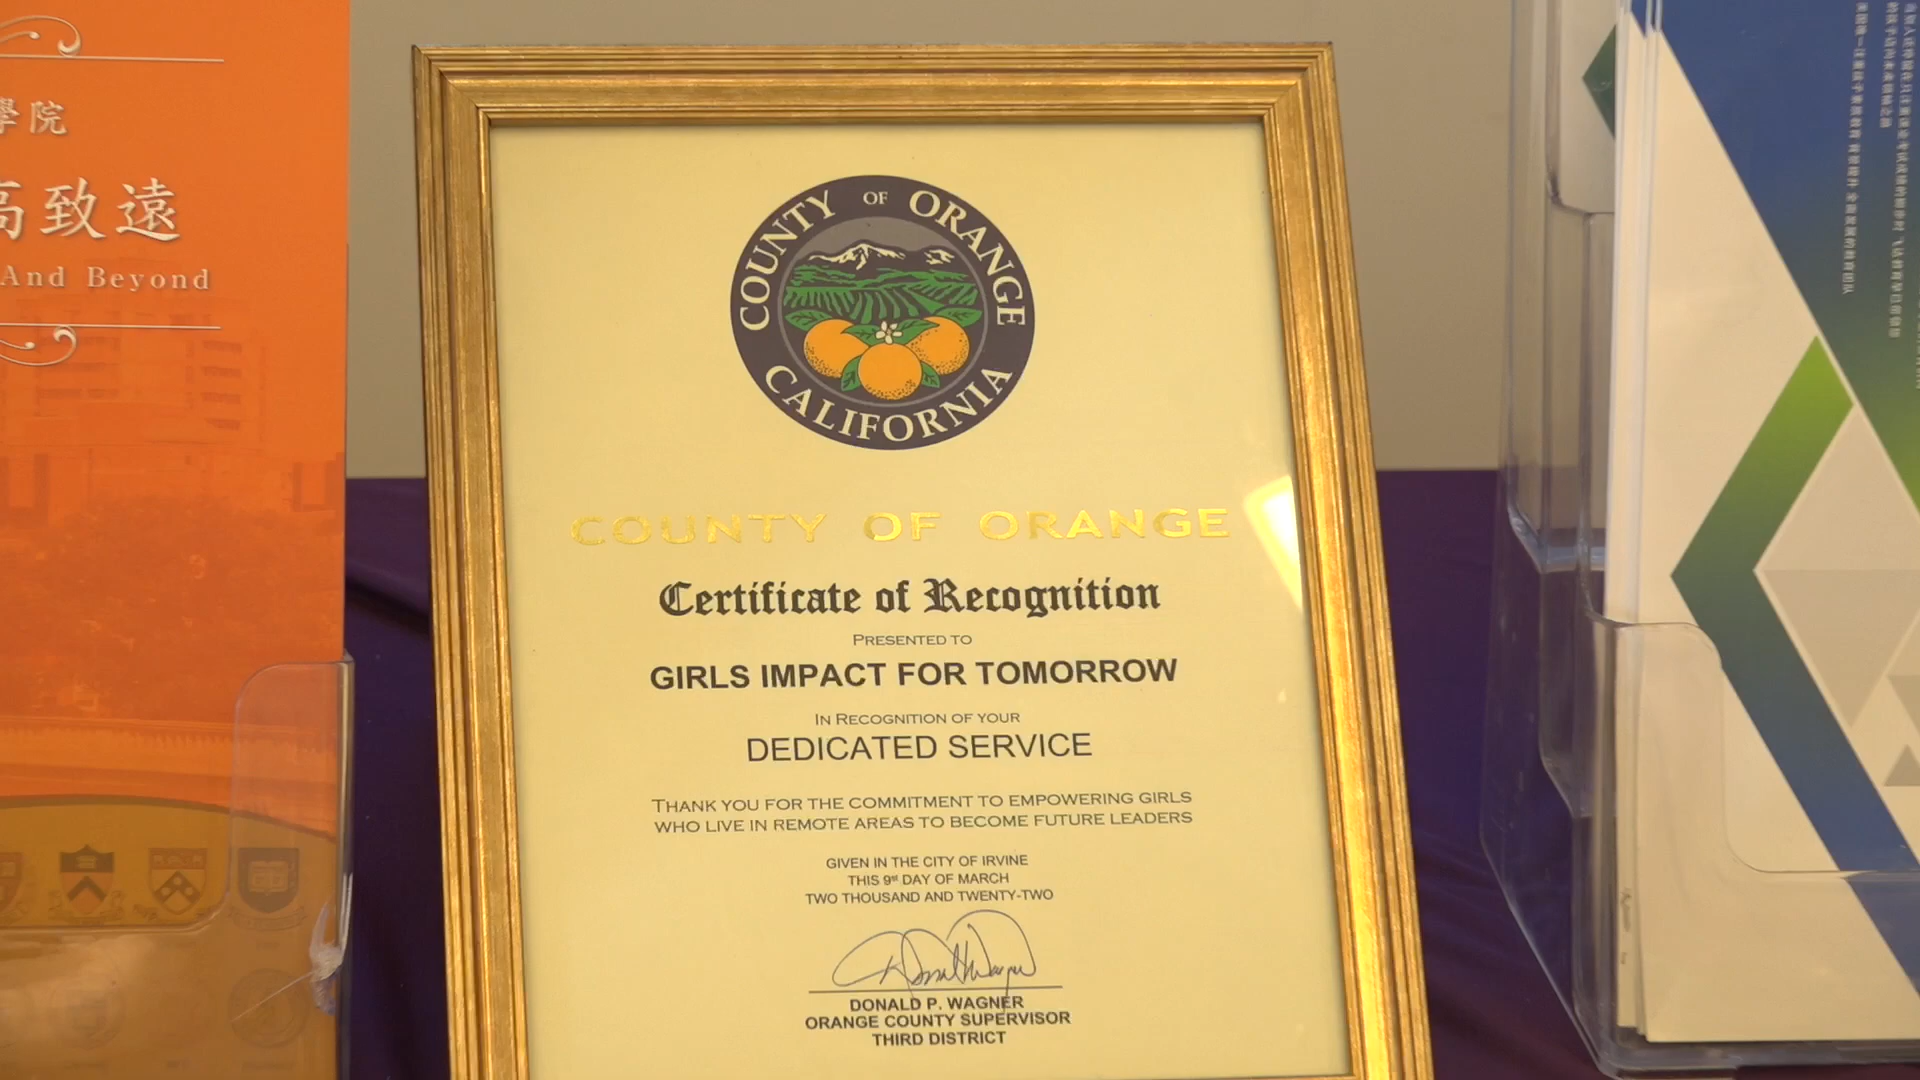 學院
高致遠
And Beyond
COUNTY OF ORANGE
CALIFORNIA
COUNTY OF ORANGE
Certificate of Recognition
PRESENTED TO
GIRLS IMPACT FOR TOMORROW
IN RECOGNITION OF YOUR
DEDICATED SERVICE
THANK YOU FOR THE COMMITMENT TO EMPOWERING GIRLS
WHO LIVE IN REMOTE AREAS TO BECOME FUTURE LEADERS
GIVEN IN THE CITY OF IRVINE
THIS 9st DAY OF MARCH
TWO THOUSAND AND TWENTY-TWO
DONALD P. WAGNER
ORANGE COUNTY SUPERVISOR
THIRD DISTRICT